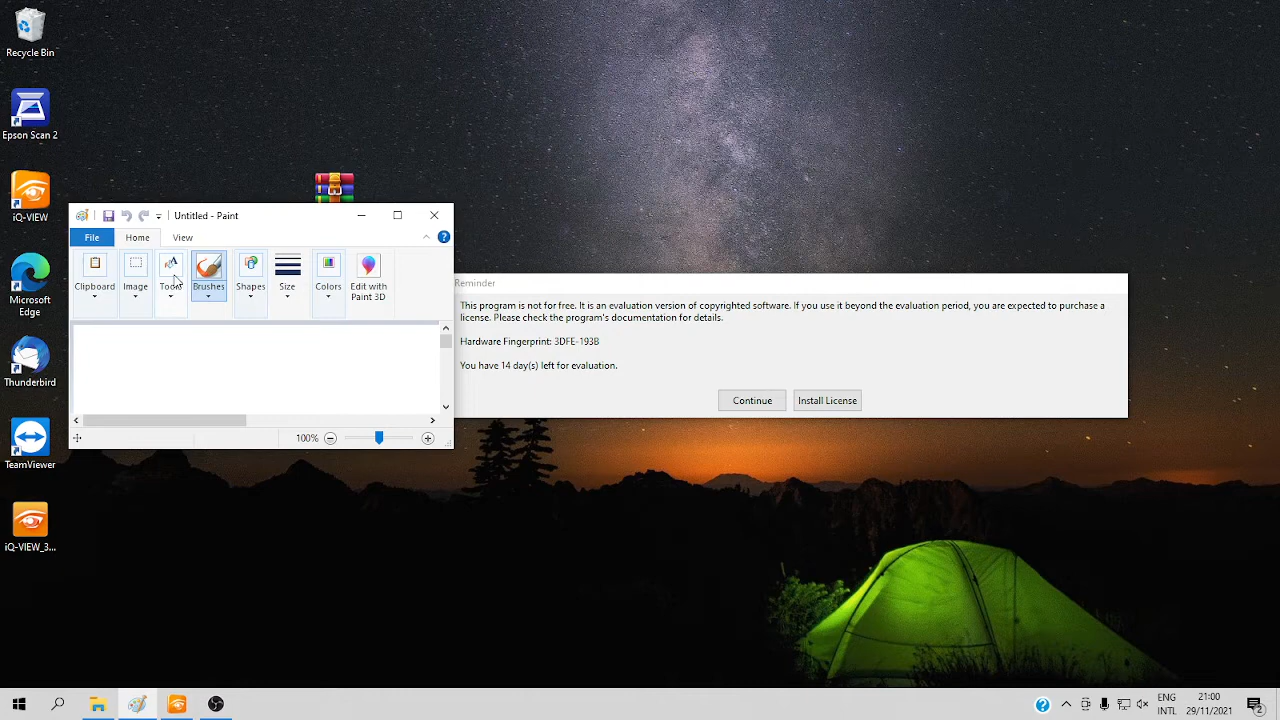 Recycle Bin
Epson Scan 2
iQ-VIEW
Microsoft
Edge
Thunderbird
TeamViewer
iQ-VIEW_3...
Untitled - Paint
File
Home
View
Clipboard
Image
Tools
Brushes
Shapes
Size
Colors
Edit with
Paint 3D
100%
Reminder
This program is not for free. It is an evaluation version of copyrighted software. If you use it beyond the evaluation period, you are expected to purchase a
license. Please check the program's documentation for details.
Hardware Fingerprint: 3DFE-193B
You have 14 day(s) left for evaluation.
Continue
Install License
ENG
INTL
21:00
29/11/2021
2